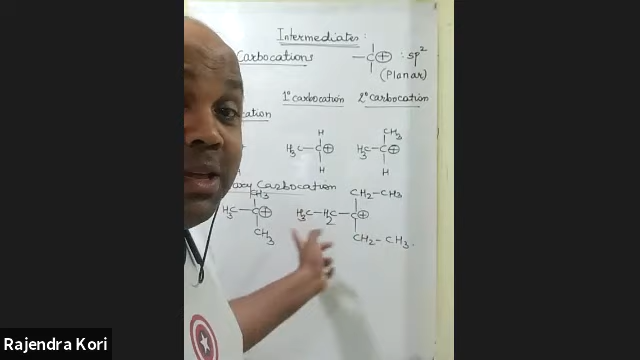 Intermediates:
Carbocations
— C ⊕ : sp²
(Planar)
1° carbocation 2° carbocation
H CH3
H3C—C⊕ H3C—C⊕
H H
Carbocation
CH3 CH2—CH3
H3C—C⊕ H3C—H2C—C⊕
CH3 CH2—CH3.
Rajendra Kori